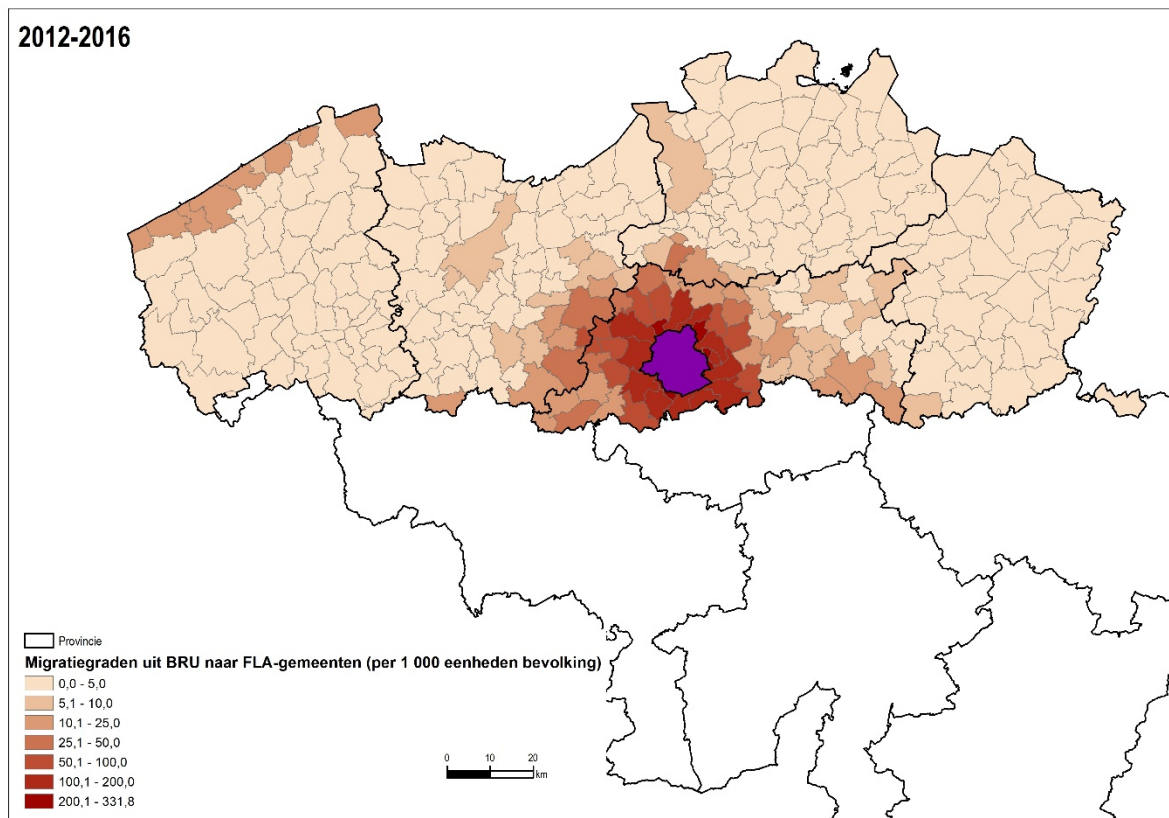 2012-2016
Provincie
Migratiegraden uit BRU naar FLA-gemeenten (per 1 000 eenheden bevolking)
0,0 - 5,0
5,1 - 10,0
10,1 - 25,0
25,1 - 50,0
50,1 - 100,0
100,1 - 200,0
200,1 - 331,8
0 10 20
km